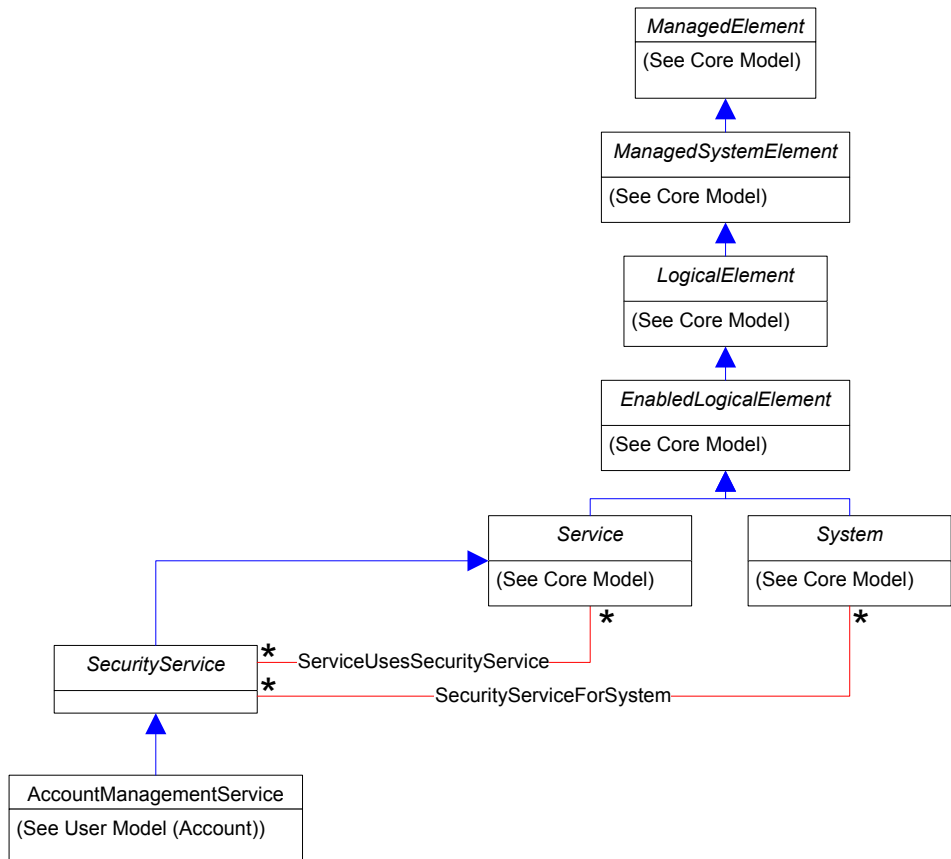 ManagedElement
(See Core Model)
ManagedSystemElement
(See Core Model)
LogicalElement
(See Core Model)
EnabledLogicalElement
(See Core Model)
Service
(See Core Model)
System
(See Core Model)
*
*
SecurityService
*
ServiceUsesSecurityService
*
SecurityServiceForSystem
AccountManagementService
(See User Model (Account))